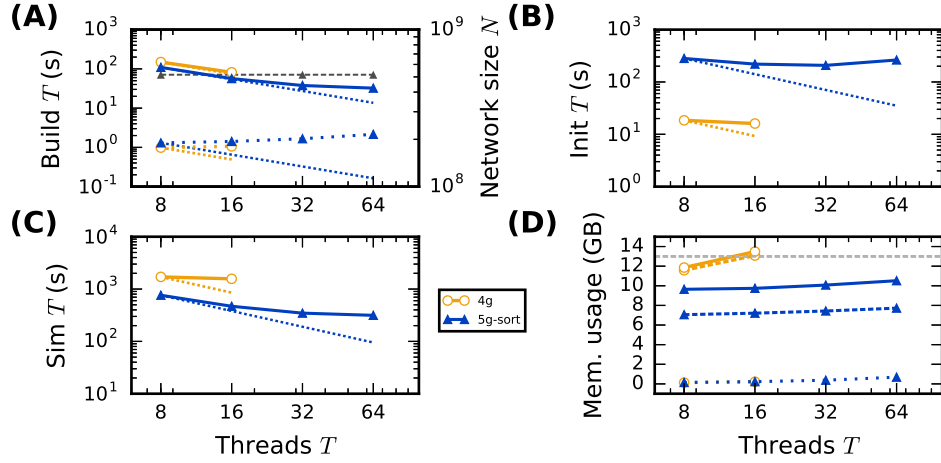 (A)
10³
10²
10¹
10⁰
10⁻¹
Build T (s)
10⁹
10⁸
Network size N
8 16 32 64
(B)
10³
10²
10¹
10⁰
Init T (s)
8 16 32 64
(C)
10⁴
10³
10²
10¹
Sim T (s)
8 16 32 64
Threads T
4g
5g-sort
(D)
14
12
10
8
6
4
2
0
Mem. usage (GB)
8 16 32 64
Threads T